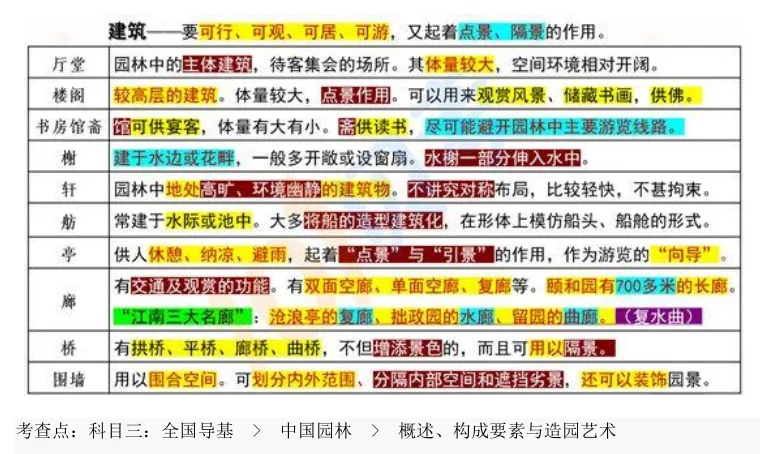 建筑——要可行、可观、可居、可游，又起着点景、隔景的作用。
厅堂 园林中的主体建筑，待客集会的场所。其体量较大，空间环境相对开阔。
楼阁 较高层的建筑。体量较大，点景作用。可以用来观赏风景、储藏书画，供佛。
书房馆斋 馆可供宴客，体量有大有小。斋供读书，尽可能避开园林中主要游览线路。
榭 建于水边或花畔，一般多开敞或设窗扇。水榭一部分伸入水中。
轩 园林中地处高旷、环境幽静的建筑物。不讲究对称布局，比较轻快，不甚拘束。
舫 常建于水际或池中。大多将船的造型建筑化，在形体上模仿船头、船舱的形式。
亭 供人休憩、纳凉、避雨，起着“点景”与“引景”的作用，作为游览的“向导”。
廊 有交通及观赏的功能。有双面空廊、单面空廊、复廊等。颐和园有700多米的长廊。
“江南三大名廊”：沧浪亭的复廊、拙政园的水廊、留园的曲廊。（复水曲）
桥 有拱桥、平桥、廊桥、曲桥，不但增添景色的，而且可用以隔景。
围墙 用以围合空间。可划分内外范围、分隔内部空间和遮挡劣景，还可以装饰园景。
考查点：科目三：全国导基 > 中国园林 > 概述、构成要素与造园艺术